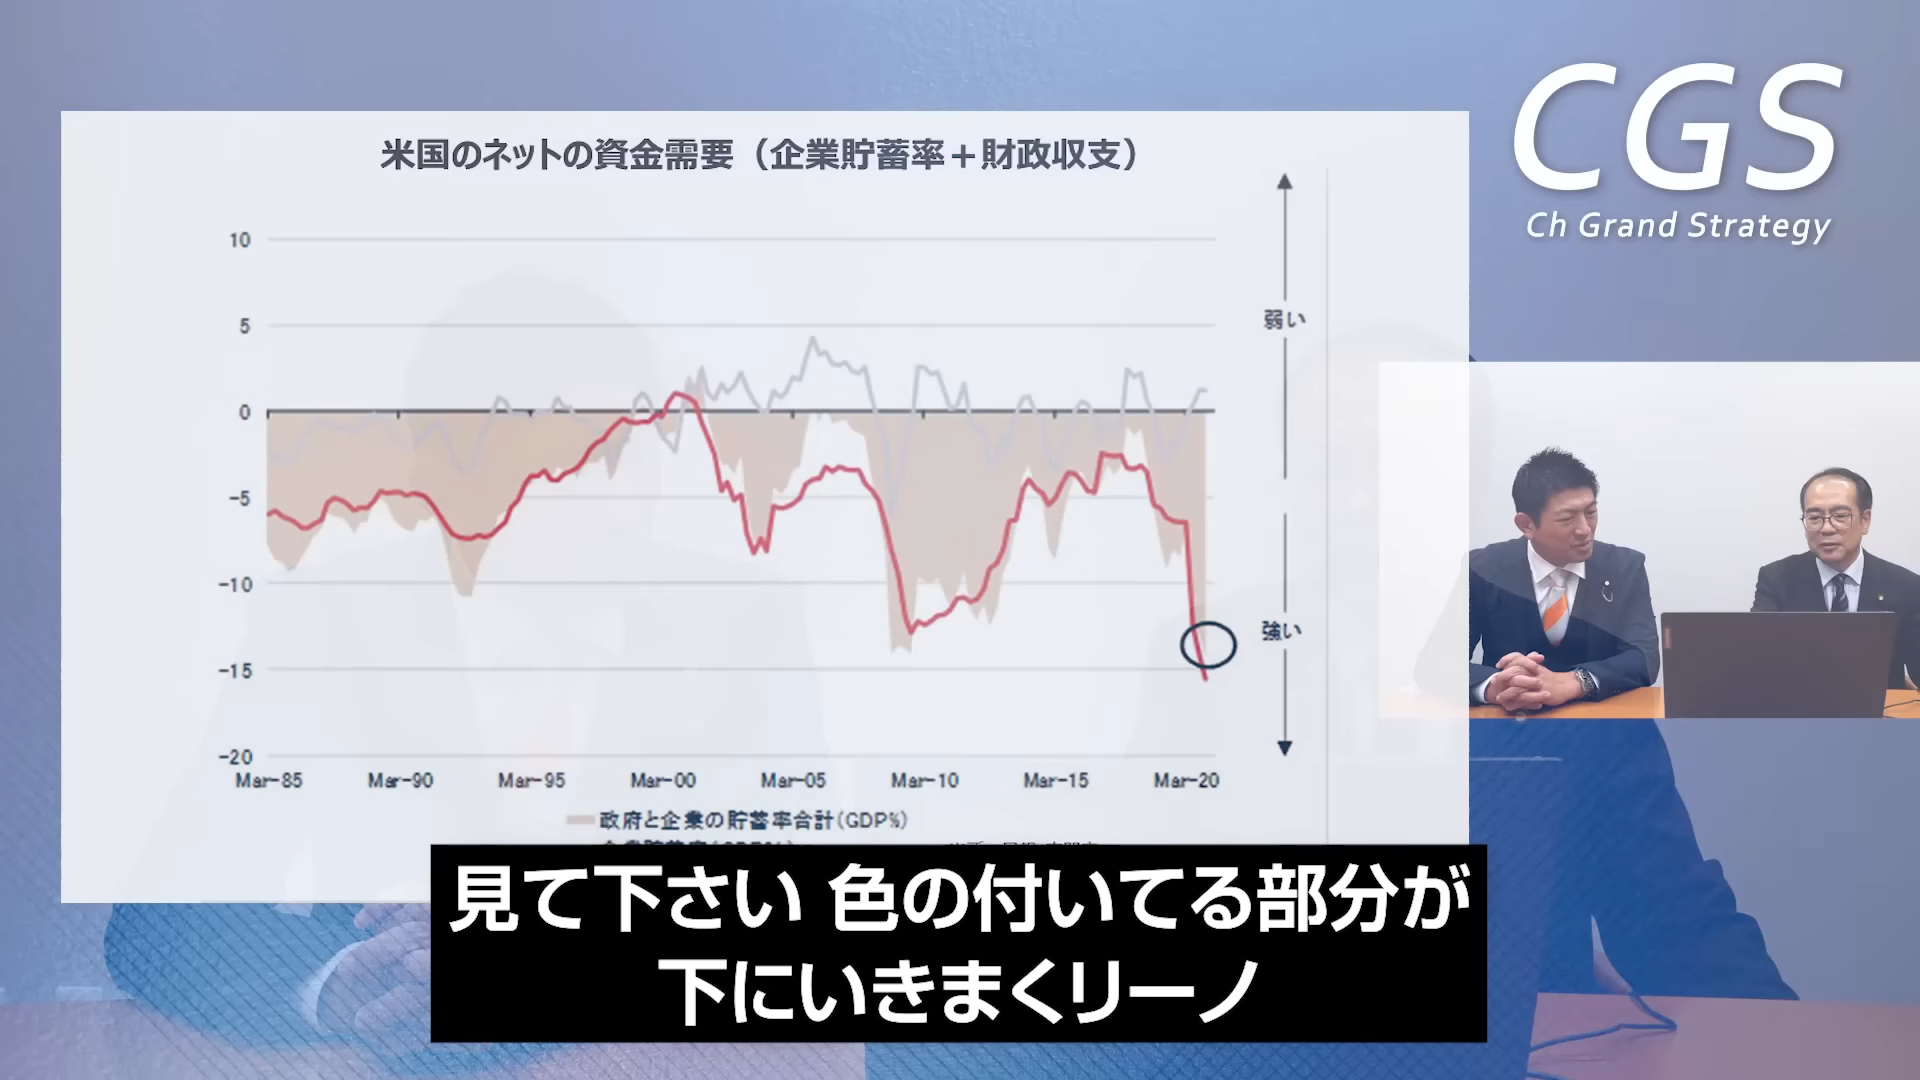 CGS
Ch Grand Strategy
米国のネットの資金需要（企業貯蓄率＋財政収支）
10
5
0
-5
-10
-15
-20
弱い
強い
Mar-85 Mar-90 Mar-95 Mar-00 Mar-05 Mar-10 Mar-15 Mar-20
政府と企業の貯蓄率合計(GDP%)
見て下さい 色の付いてる部分が
下にいきまくリーノ